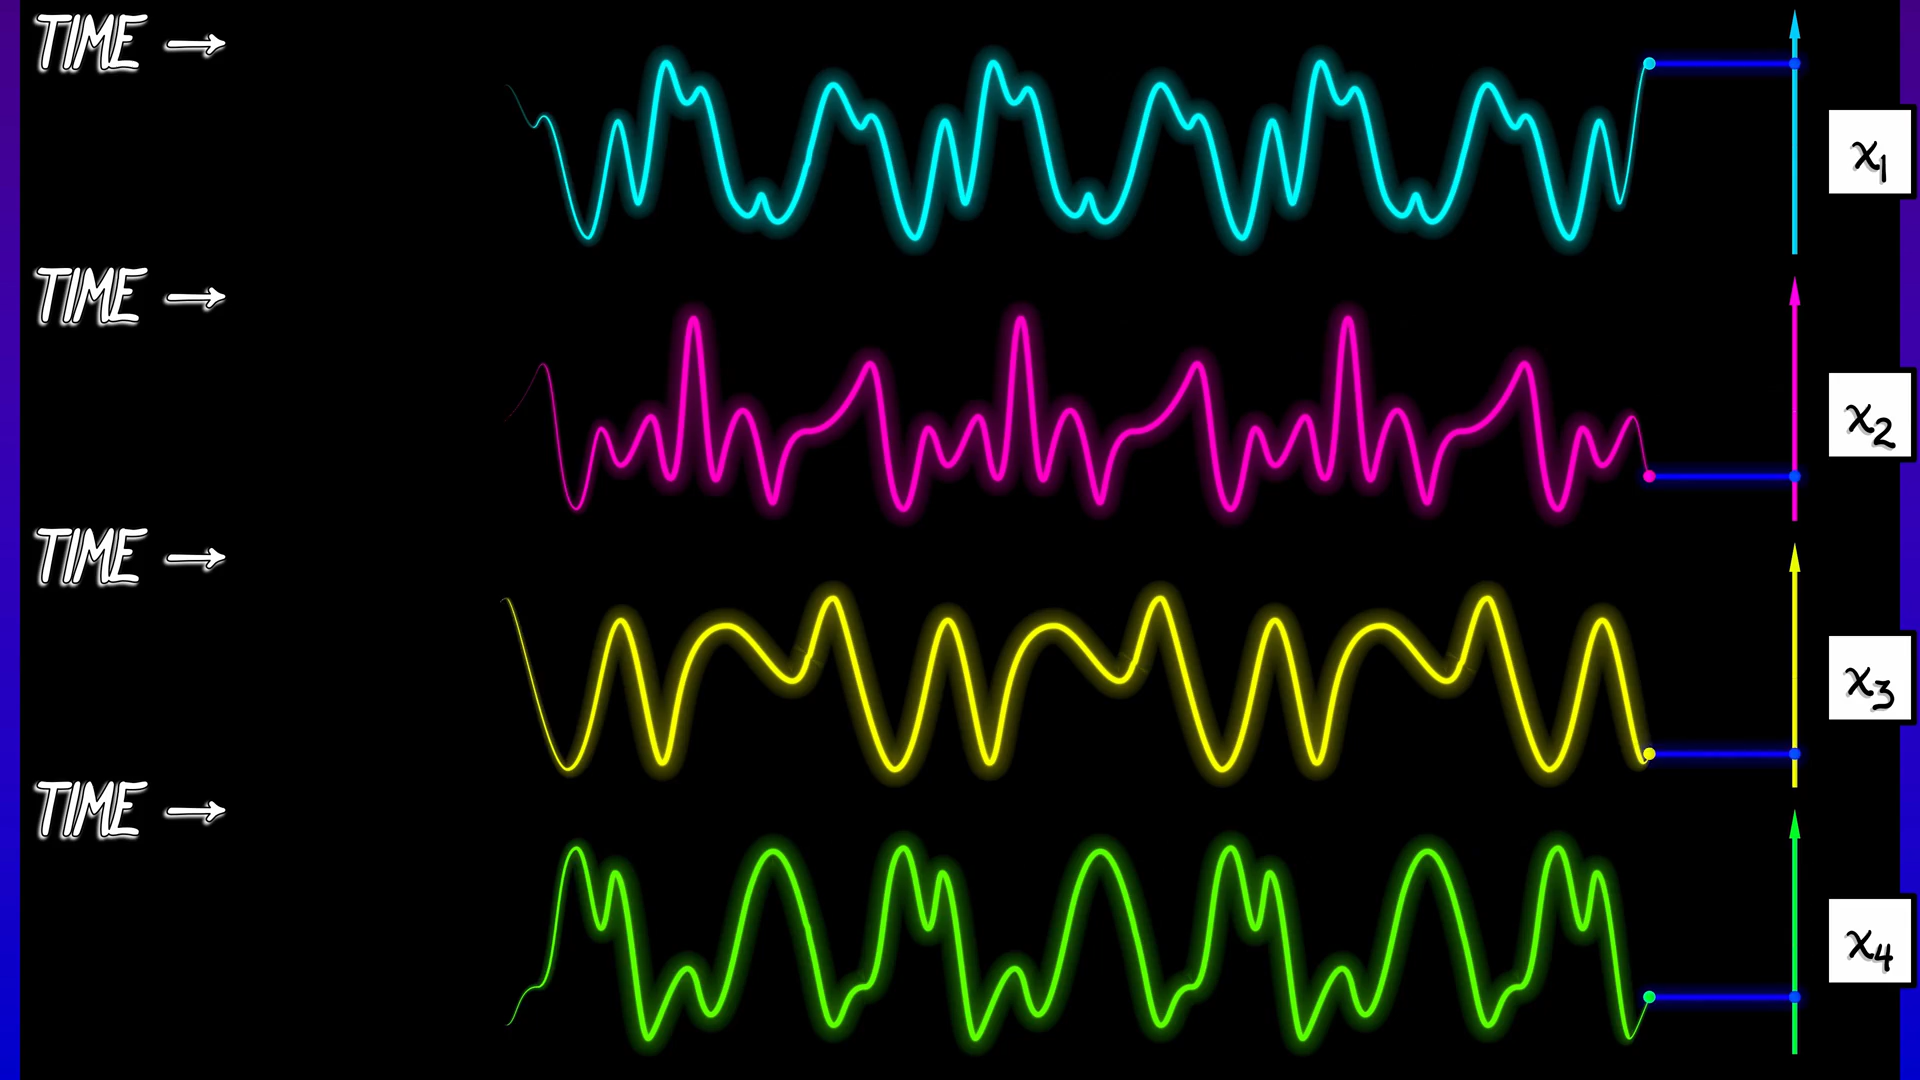 TIME →
x₁
TIME →
x₂
TIME →
x₃
TIME →
x₄